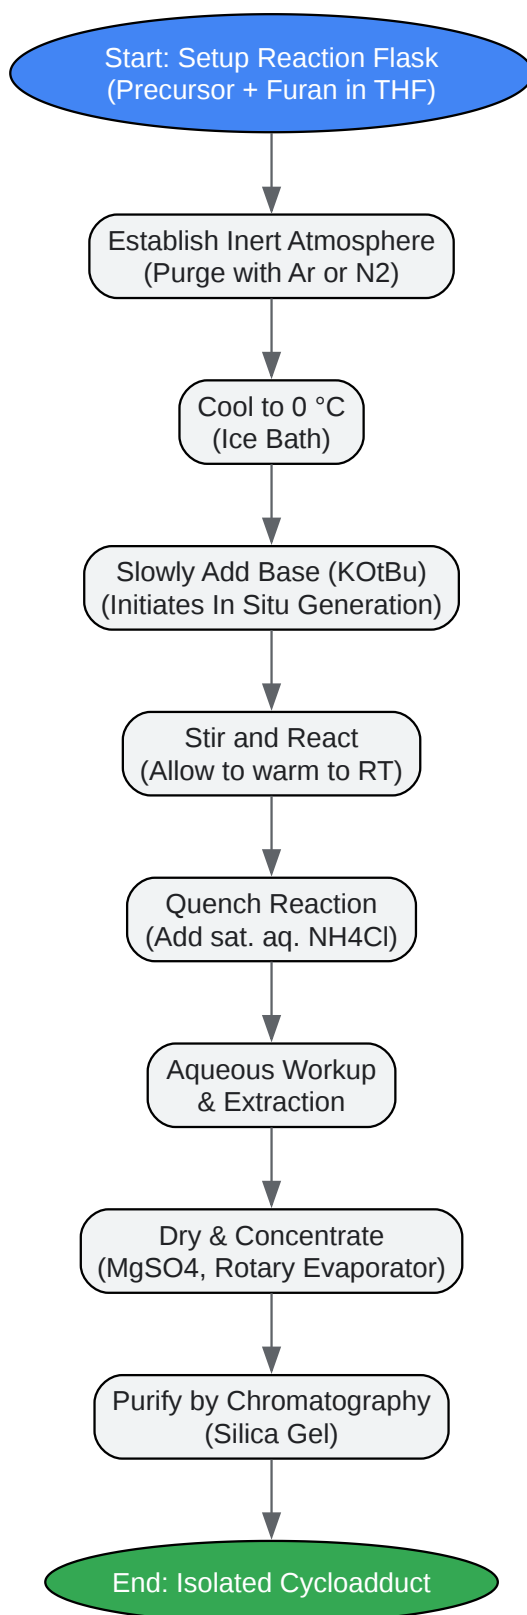 Start: Setup Reaction Flask
(Precursor + Furan in THF)
Establish Inert Atmosphere
(Purge with Ar or N2)
Cool to 0 °C
(Ice Bath)
Slowly Add Base (KOtBu)
(Initiates In Situ Generation)
Stir and React
(Allow to warm to RT)
Quench Reaction
(Add sat. aq. NH4Cl)
Aqueous Workup
& Extraction
Dry & Concentrate
(MgSO4, Rotary Evaporator)
Purify by Chromatography
(Silica Gel)
End: Isolated Cycloadduct